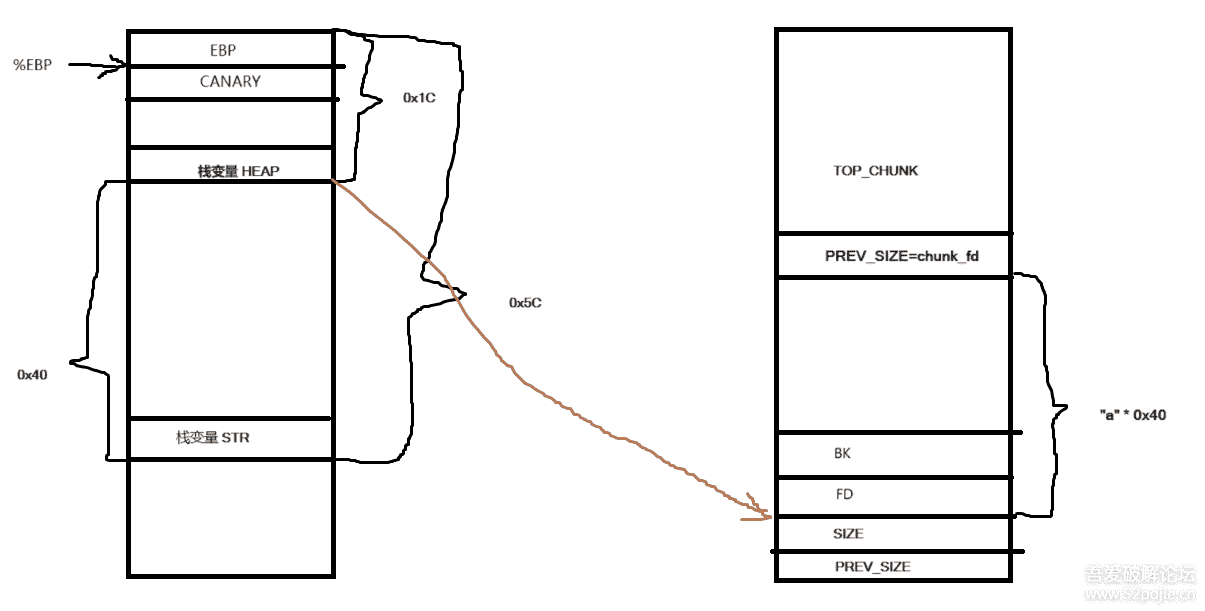 EBP
%EBP
CANARY
0x1C
栈变量 HEAP
0x5C
0x40
栈变量 STR
TOP_CHUNK
PREV_SIZE=chunk_fd
"a" * 0x40
BK
FD
SIZE
PREV_SIZE
吾爱破解论坛
www.52pojie.cn